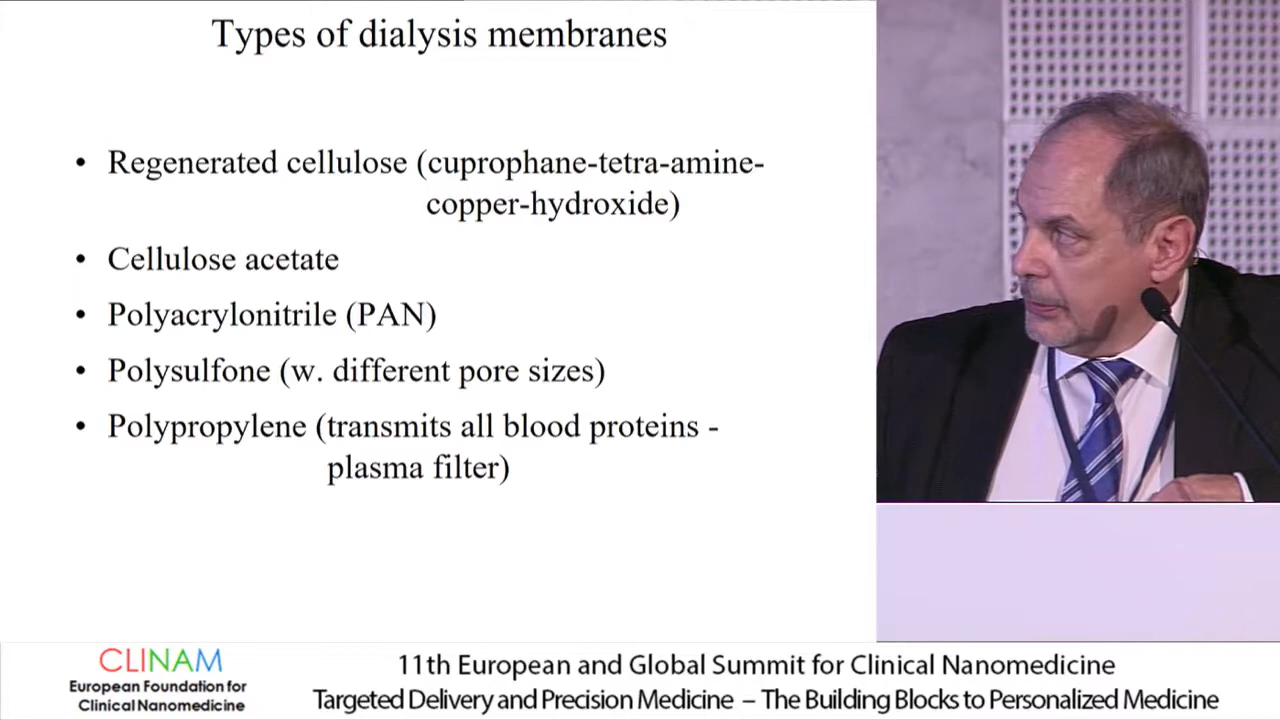 Types of dialysis membranes
• Regenerated cellulose (cuprophane-tetra-amine-
copper-hydroxide)
• Cellulose acetate
• Polyacrylonitrile (PAN)
• Polysulfone (w. different pore sizes)
• Polypropylene (transmits all blood proteins -
plasma filter)
CLINAM
European Foundation for
Clinical Nanomedicine
11th European and Global Summit for Clinical Nanomedicine
Targeted Delivery and Precision Medicine – The Building Blocks to Personalized Medicine